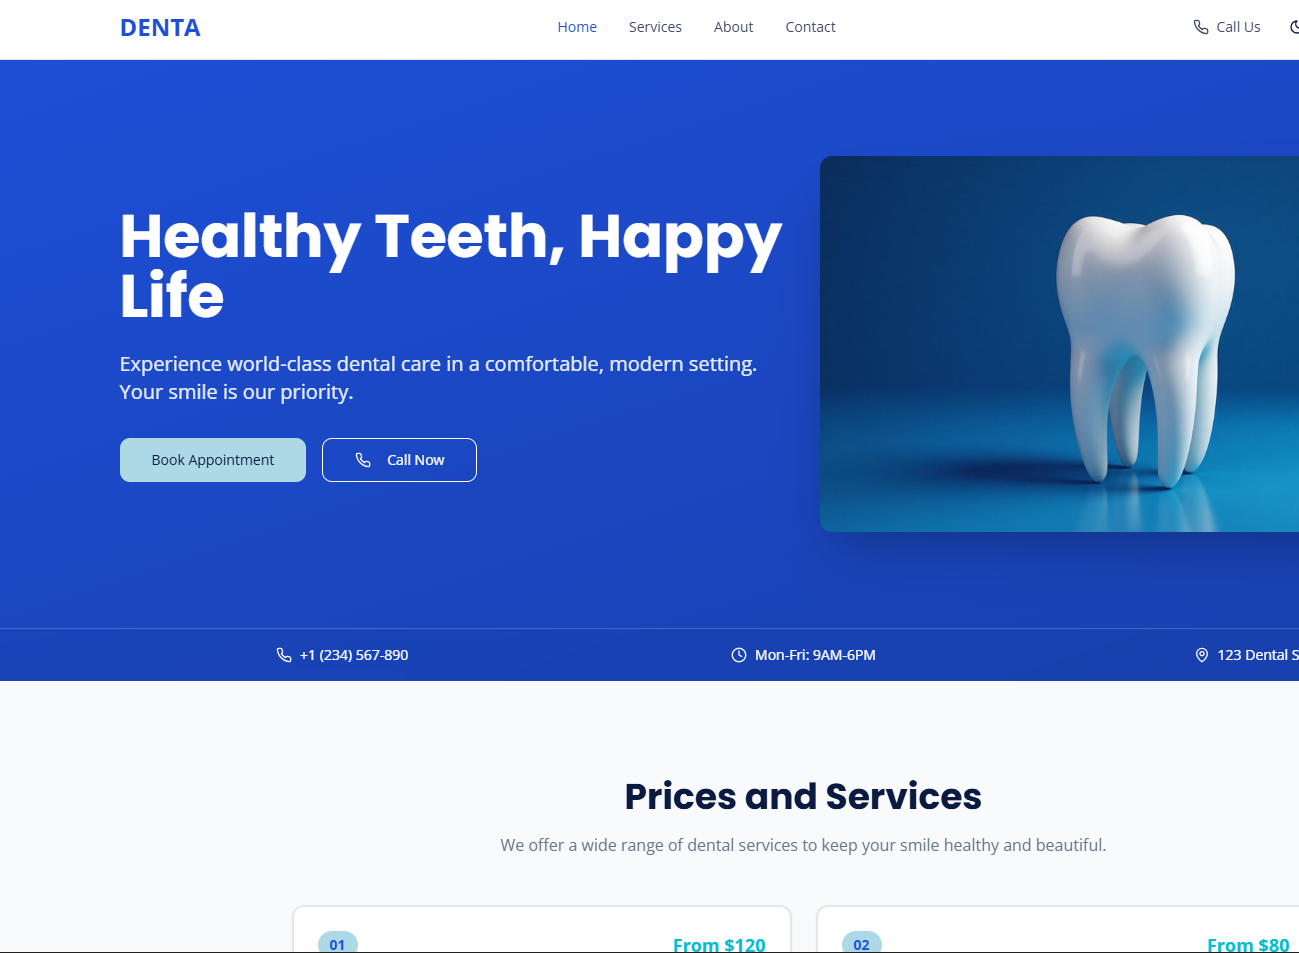 DENTA
Home
Services
About
Contact
Call Us
Healthy Teeth, Happy
Life
Experience world-class dental care in a comfortable, modern setting.
Your smile is our priority.
Book Appointment
Call Now
+1 (234) 567-890
Mon-Fri: 9AM-6PM
123 Dental S
Prices and Services
We offer a wide range of dental services to keep your smile healthy and beautiful.
01
From $120
02
From $80